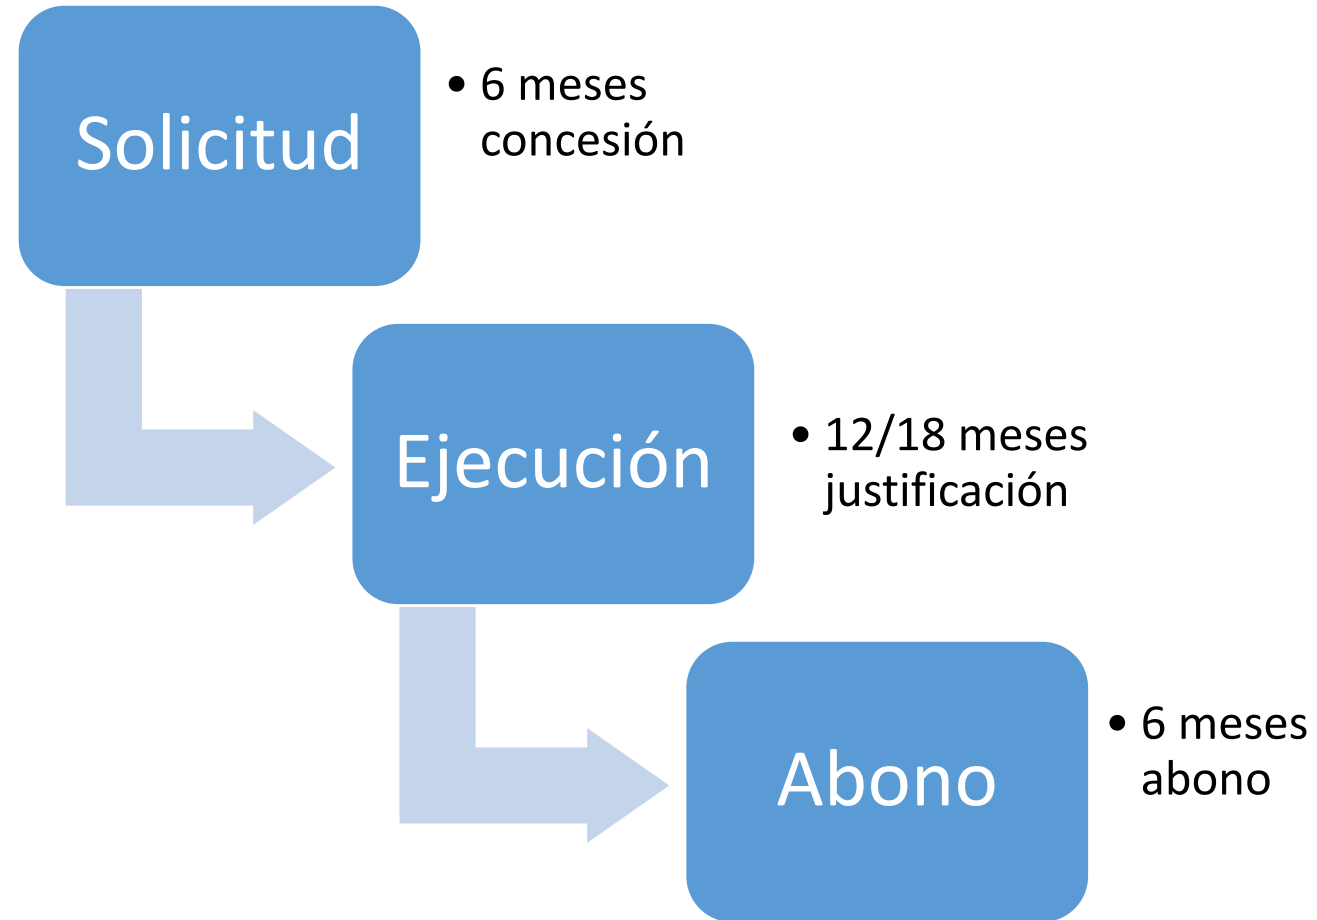 Solicitud
• 6 meses
concesión
Ejecución
• 12/18 meses
justificación
Abono
• 6 meses
abono